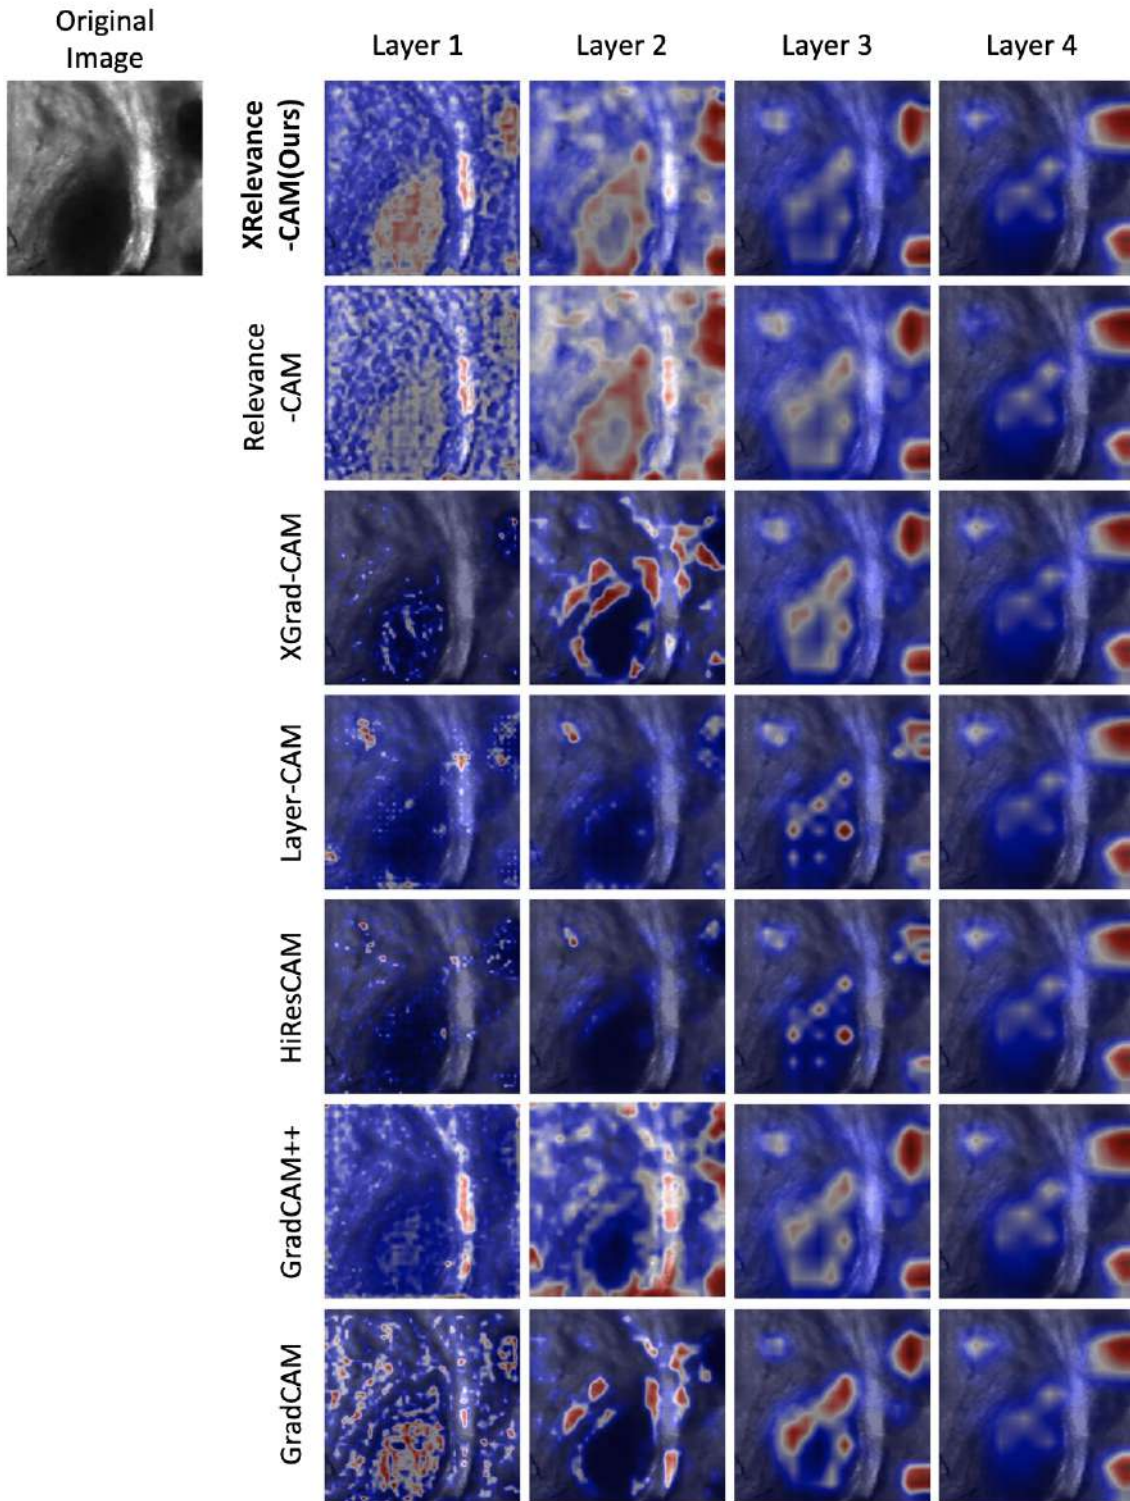 Original
Image
Layer 1
Layer 2
Layer 3
Layer 4
XRelevance
-CAM(Ours)
Relevance
-CAM
XGrad-CAM
Layer-CAM
HiResCAM
GradCAM++
GradCAM